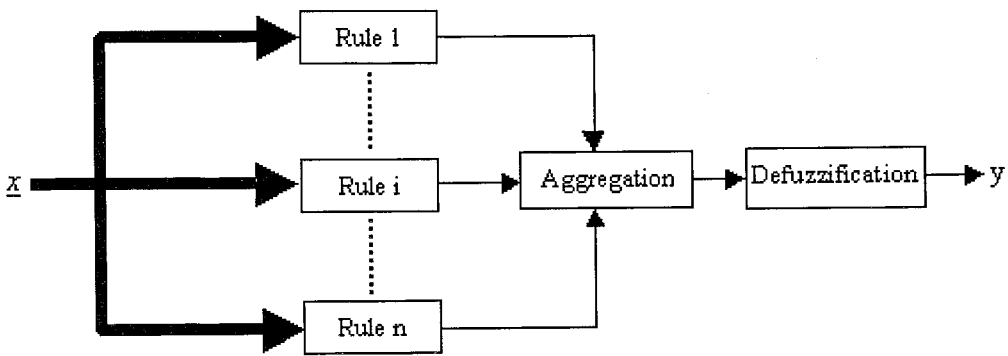 Rule 1
x
Rule i
Aggregation
Defuzzification
y
Rule n